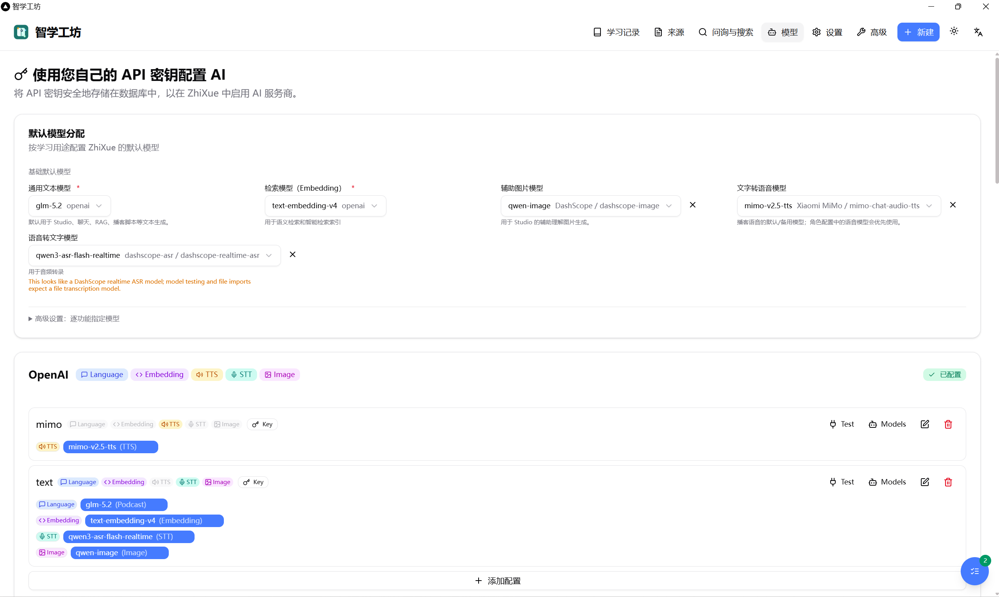 智学工坊
智学工坊
学习记录 来源 问询与搜索 模型 设置 高级 + 新建
使用您自己的 API 密钥配置 AI
将 API 密钥安全地存储在数据库中，以在 ZhiXue 中启用 AI 服务商。
默认模型分配
按学习用途配置 ZhiXue 的默认模型
基础默认模型
通用文本模型 * 检索模型（Embedding） * 辅助图片模型 文字转语音模型
glm-5.2 openai text-embedding-v4 openai qwen-image DashScope / dashscope-image mimo-v2.5-tts Xiaomi MiMo / mimo-chat-audio-tts
默认用于 Studio、聊天、RAG、播客脚本等文本生成。 用于语义检索和智能检索索引 用于 Studio 的辅助理解图片生成。 播客语音的默认/备用模型；角色配置中的语音模型会优先使用。
语音转文字模型
qwen3-asr-flash-realtime dashscope-asr / dashscope-realtime-asr
用于音频转录
This looks like a DashScope realtime ASR model; model testing and file imports
expect a file transcription model.
高级设置：逐功能指定模型
OpenAI Language Embedding TTS STT Image 已配置
mimo Language Embedding TTS STT Image Key Test Models
TTS mimo-v2.5-tts (TTS)
text Language Embedding TTS STT Image Key Test Models
Language glm-5.2 (Podcast)
Embedding text-embedding-v4 (Embedding)
STT qwen3-asr-flash-realtime (STT)
Image qwen-image (Image)
2
+ 添加配置